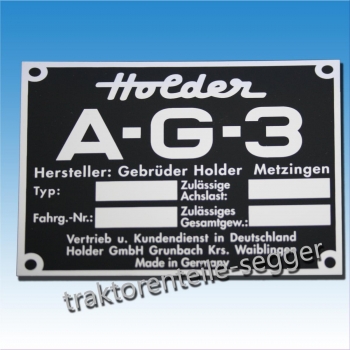 Holder
A-G-3
Hersteller: Gebrüder Holder Metzingen
Typ: Zulässige Achslast:
Fahrg.-Nr.: Zulässiges Gesamtgew.:
Vertrieb u. Kundendienst in Deutschland
Holder GmbH Grunbach Krs. Waiblingen
Made in Germany
traktorenteile-segger